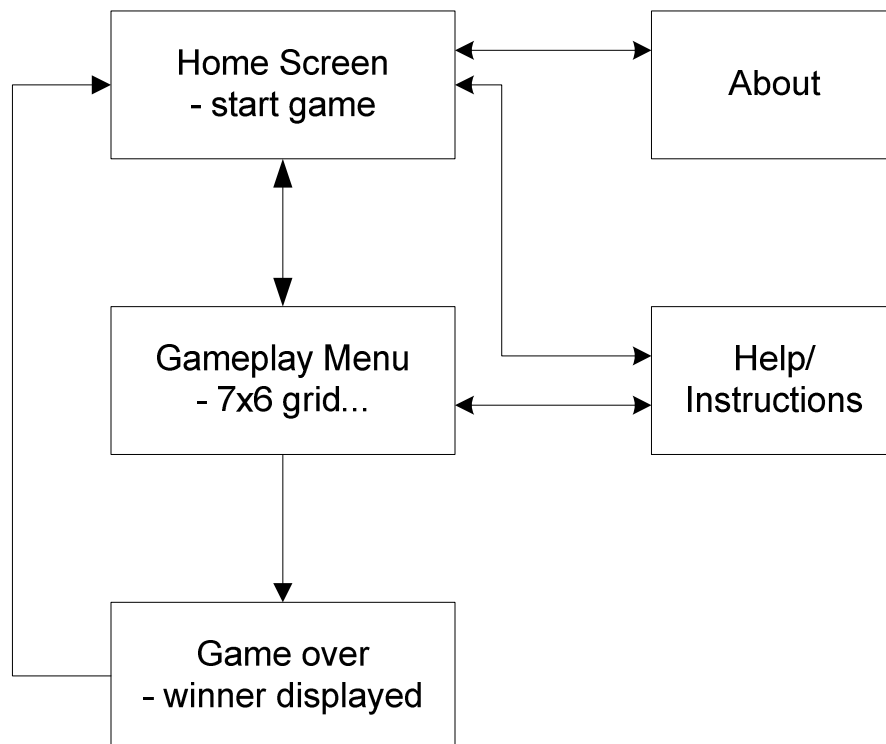 Home Screen
- start game
About
Gameplay Menu
- 7x6 grid...
Help/
Instructions
Game over
- winner displayed